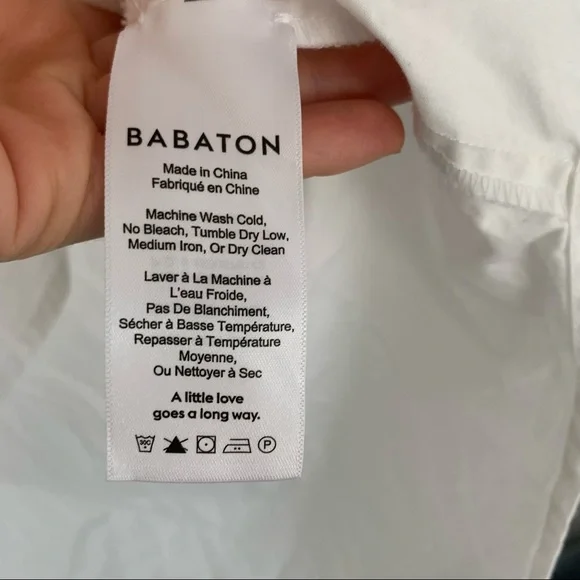 BABATON
Made in China
Fabriqué en Chine
Machine Wash Cold,
No Bleach, Tumble Dry Low,
Medium Iron, Or Dry Clean
Laver à La Machine à
L'eau Froide,
Pas De Blanchiment,
Sécher à Basse Température,
Repasser à Température
Moyenne,
Ou Nettoyer à Sec
A little love
goes a long way.
30C P